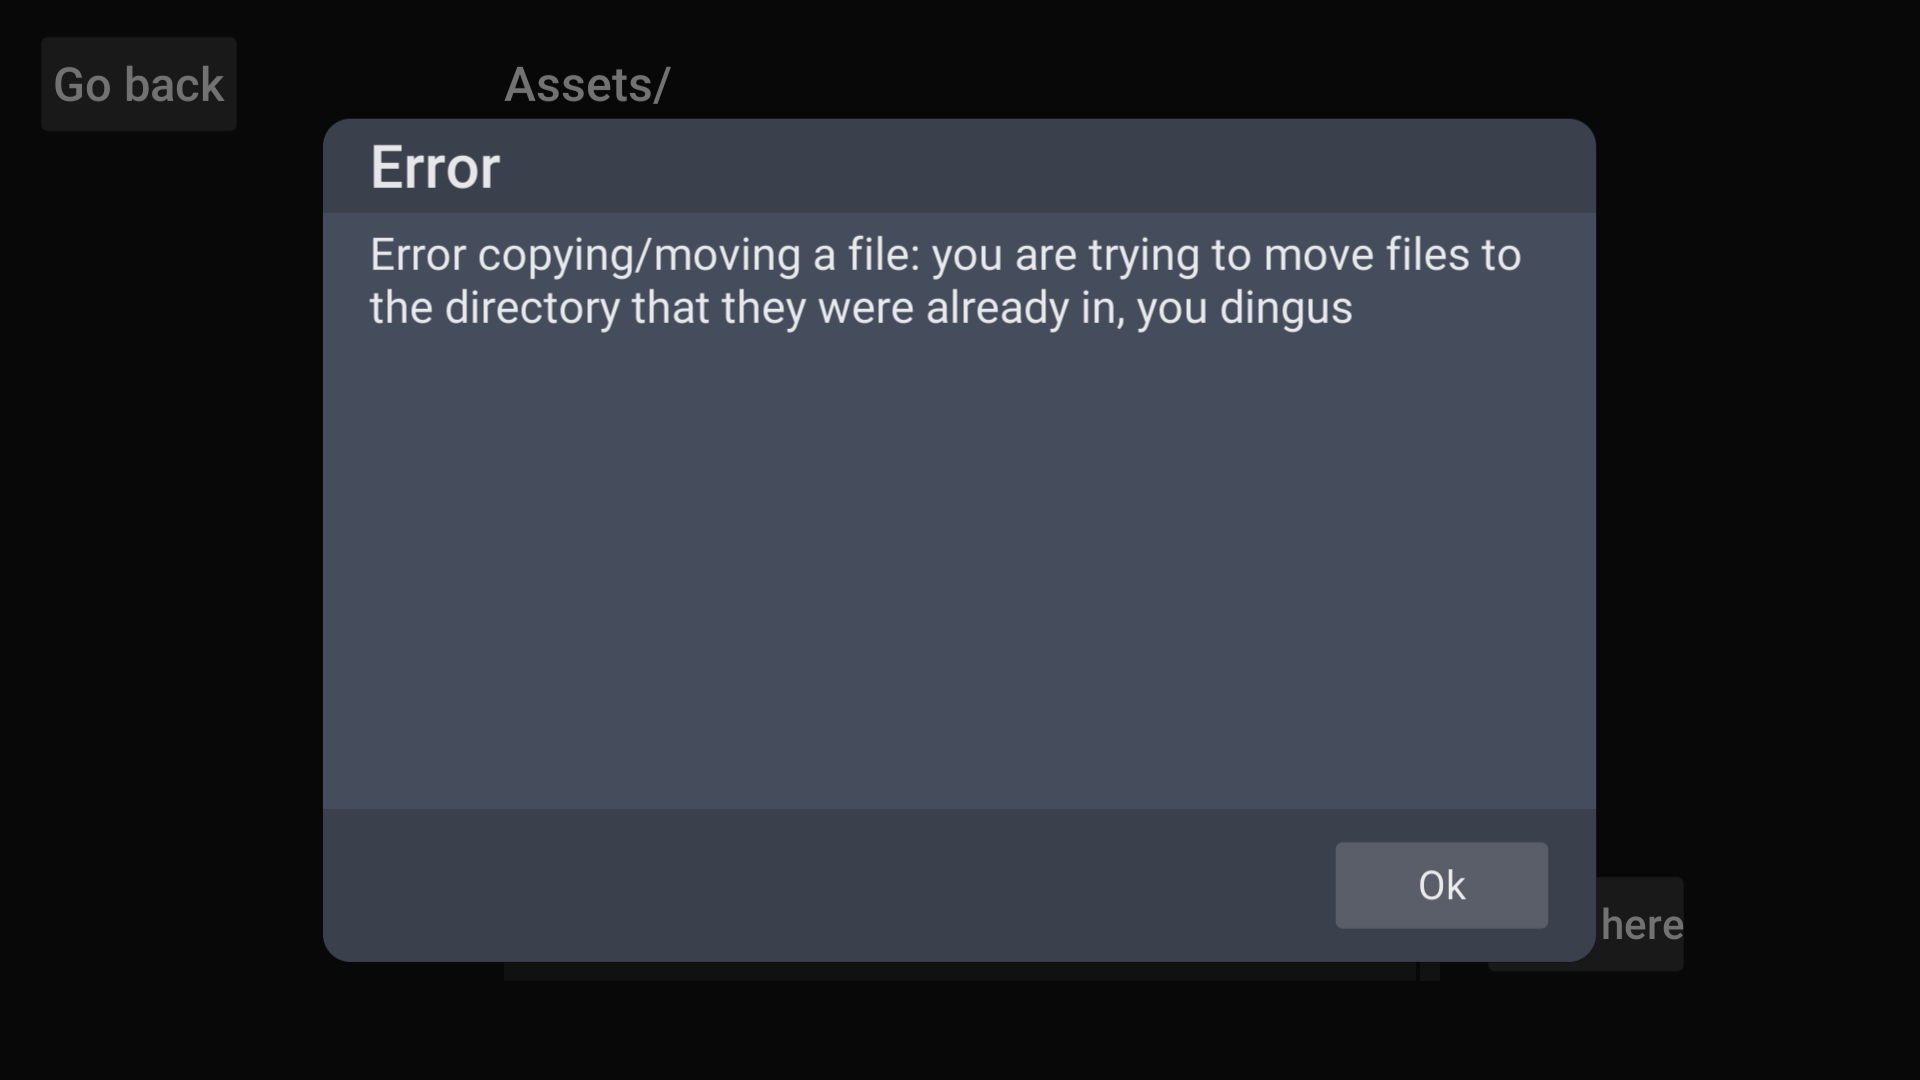 Go back
Assets/
Error
Error copying/moving a file: you are trying to move files to
the directory that they were already in, you dingus
Ok
here